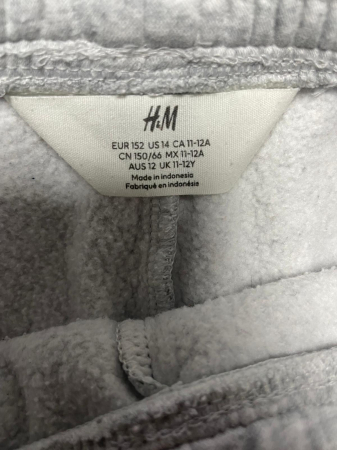 H&M
EUR 152 US 14 CA 11-12A
CN 150/66 MX 11-12A
AUS 12 UK 11-12Y
Made in indonesia
Fabriqué en indonésis